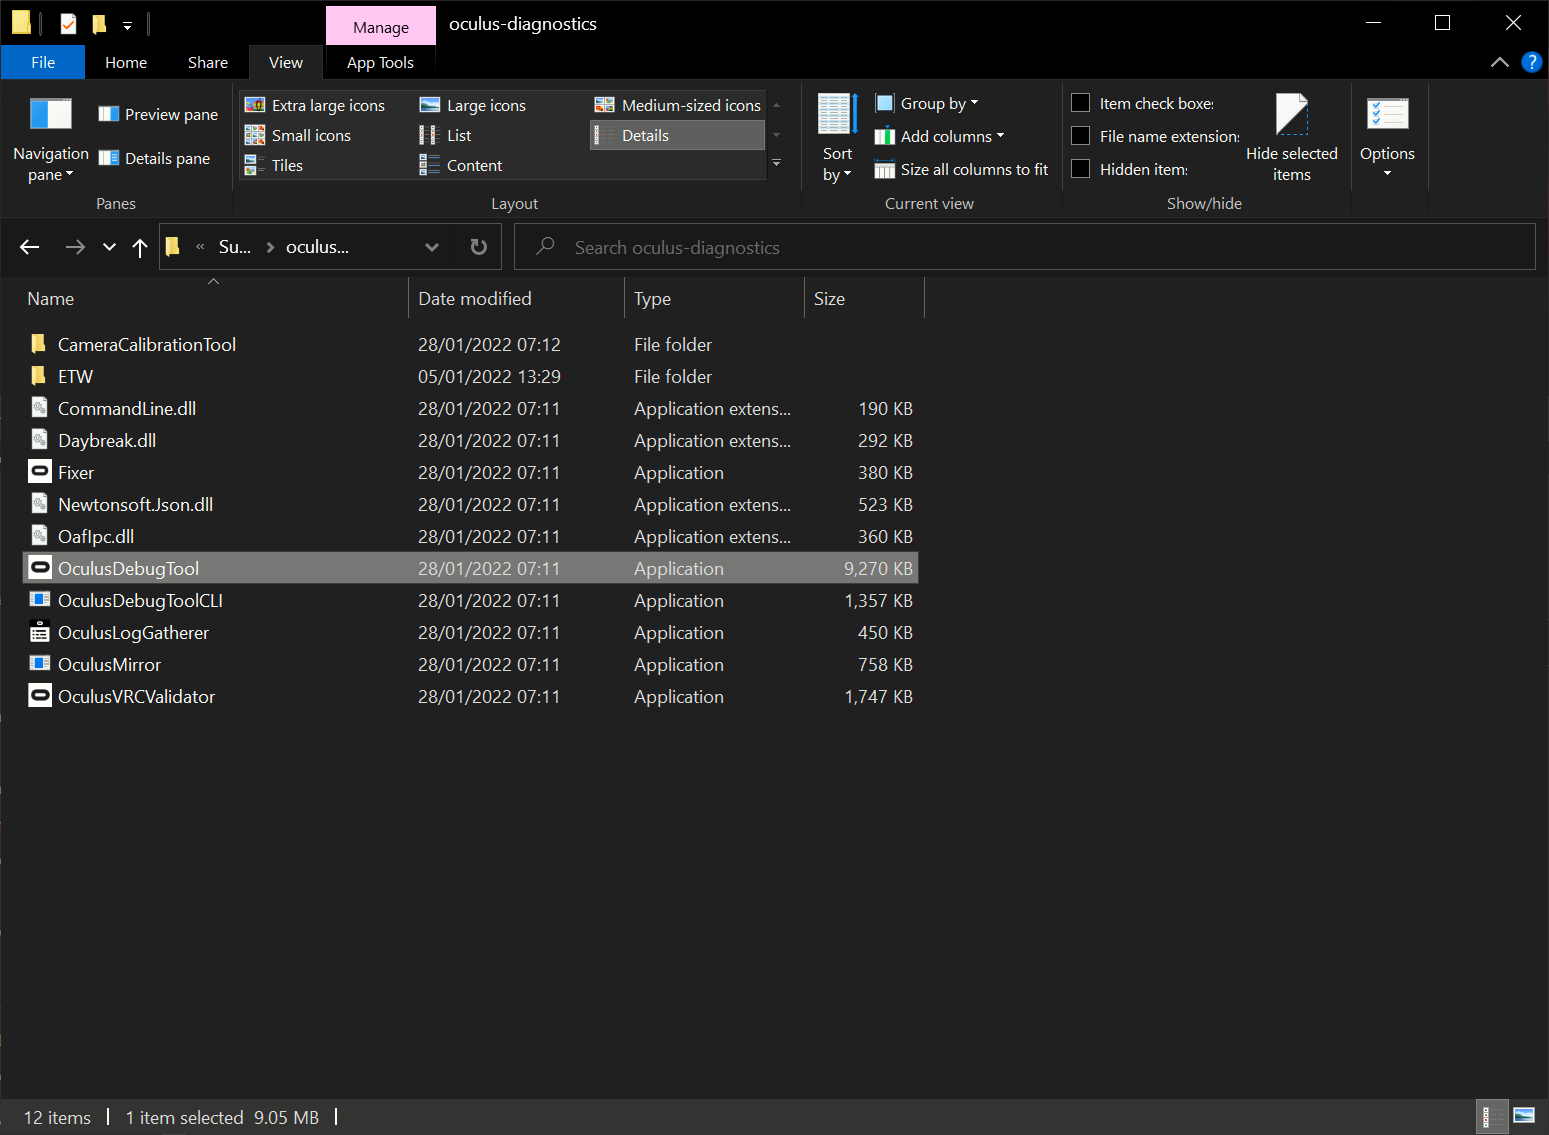 Manage
oculus-diagnostics
File
Home
Share
View
App Tools
?
Navigation pane
Preview pane
Details pane
Panes
Extra large icons
Large icons
Medium-sized icons
Small icons
List
Details
Tiles
Content
Layout
Sort by
Group by
Add columns
Size all columns to fit
Current view
Item check boxes
File name extensions
Hidden items
Hide selected items
Show/hide
Options
« Su... > oculus...
Search oculus-diagnostics
Name Date modified Type Size
CameraCalibrationTool 28/01/2022 07:12 File folder
ETW 05/01/2022 13:29 File folder
CommandLine.dll 28/01/2022 07:11 Application extens... 190 KB
Daybreak.dll 28/01/2022 07:11 Application extens... 292 KB
Fixer 28/01/2022 07:11 Application 380 KB
Newtonsoft.Json.dll 28/01/2022 07:11 Application extens... 523 KB
OafIpc.dll 28/01/2022 07:11 Application extens... 360 KB
OculusDebugTool 28/01/2022 07:11 Application 9,270 KB
OculusDebugToolCLI 28/01/2022 07:11 Application 1,357 KB
OculusLogGatherer 28/01/2022 07:11 Application 450 KB
OculusMirror 28/01/2022 07:11 Application 758 KB
OculusVRCValidator 28/01/2022 07:11 Application 1,747 KB
12 items
1 item selected 9.05 MB